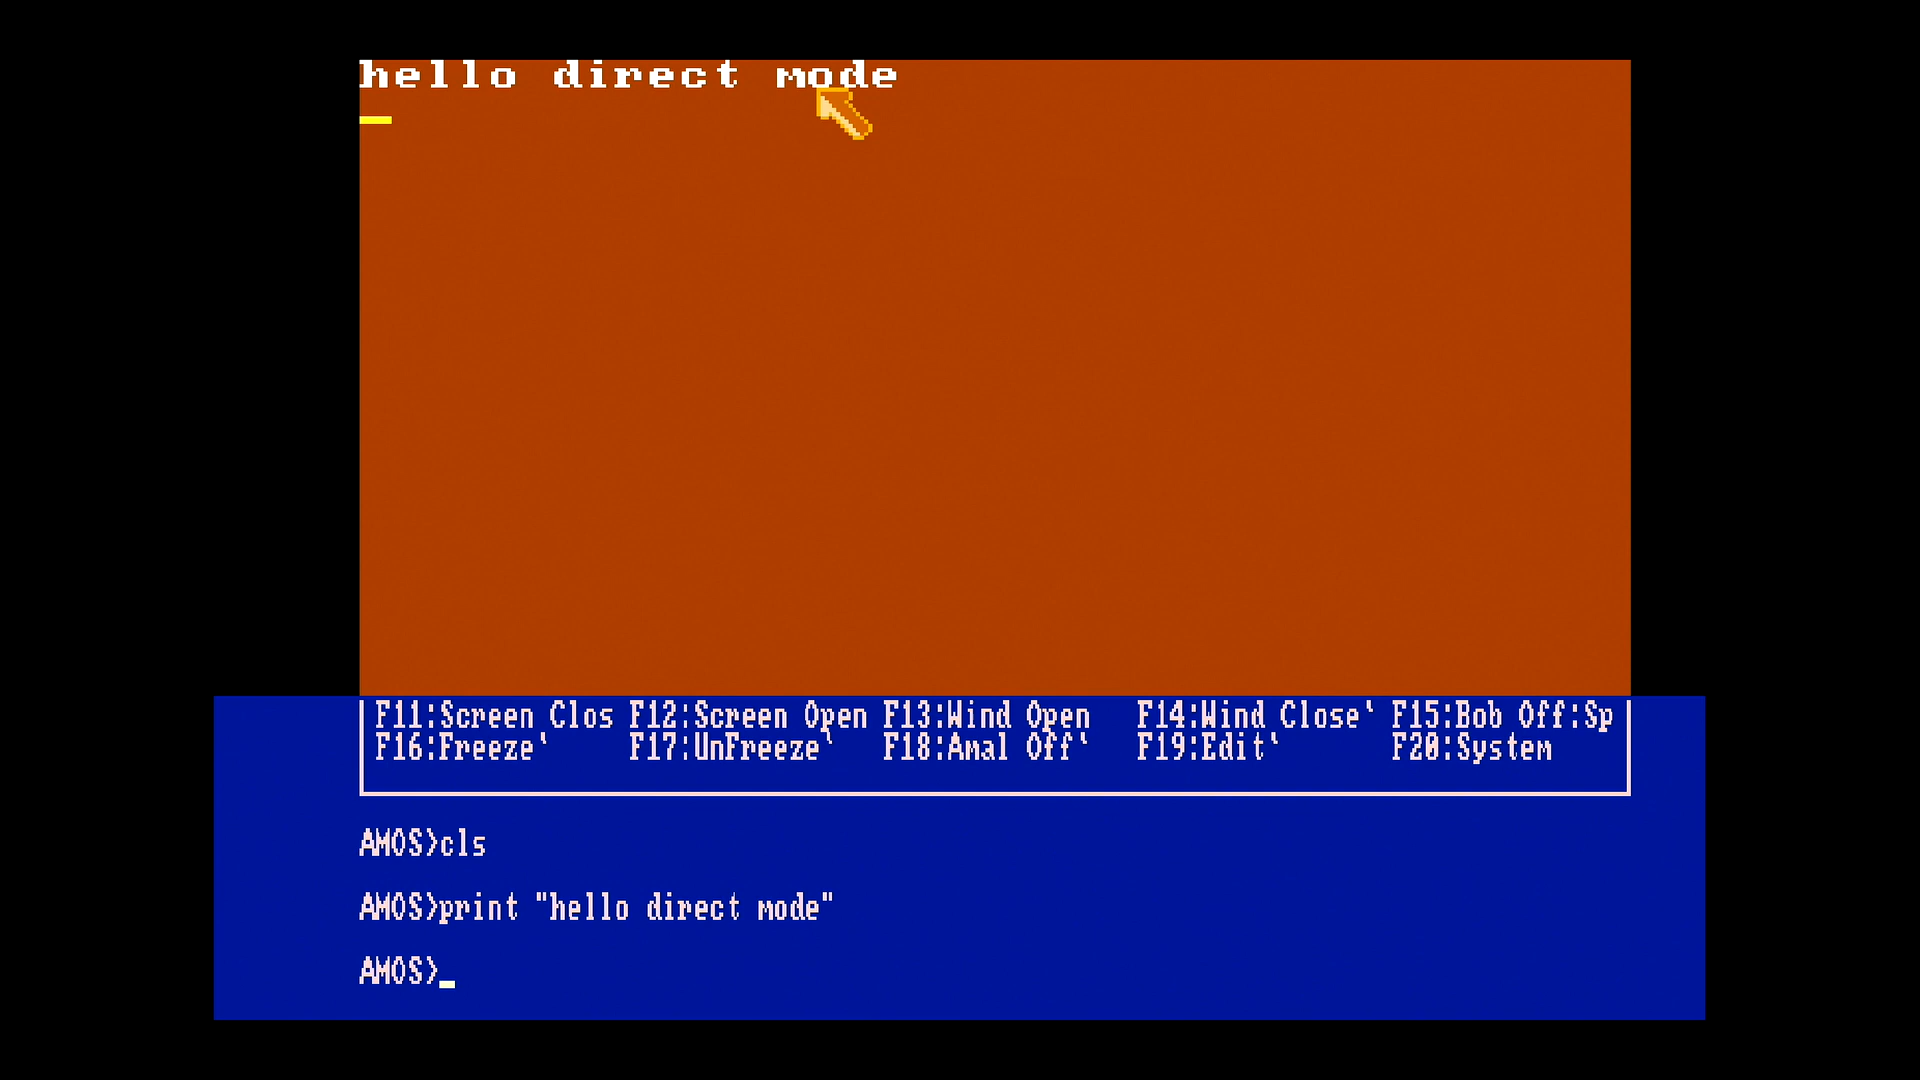 hello direct mode
F11:Screen Clos F12:Screen Open F13:Wind Open F14:Wind Close` F15:Bob Off:Sp
F16:Freeze` F17:UnFreeze` F18:Amal Off` F19:Edit` F20:System
AMOS>cls
AMOS>print "hello direct mode"
AMOS>_